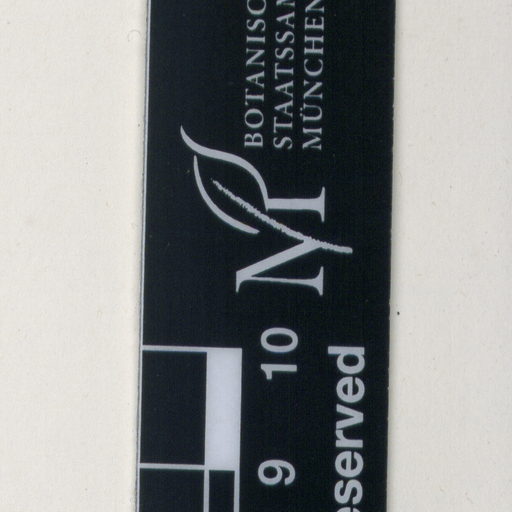 BOTANISC
STAATSSAM
MÜNCHEN
M
9 10
eserved